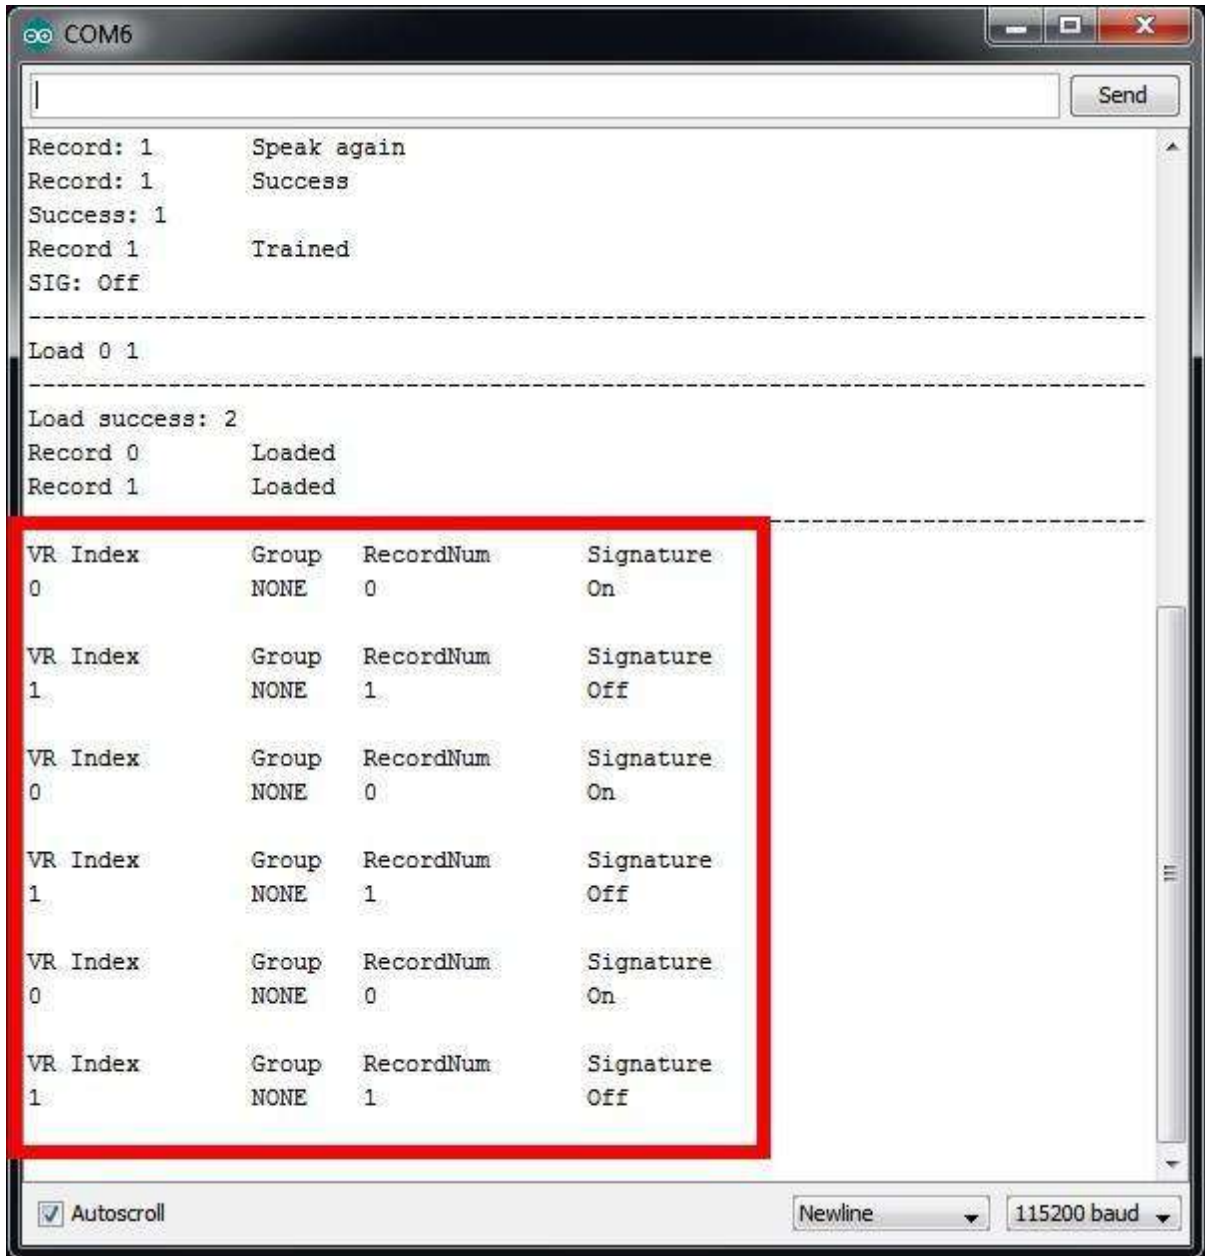 COM6
Send
Record: 1 Speak again
Record: 1 Success
Success: 1
Record 1 Trained
SIG: Off
--------------------------------------------------------------------------------
Load 0 1
--------------------------------------------------------------------------------
Load success: 2
Record 0 Loaded
Record 1 Loaded
--------------------------------------------------------------------------------
VR Index Group RecordNum Signature
0 NONE 0 On
VR Index Group RecordNum Signature
1 NONE 1 Off
VR Index Group RecordNum Signature
0 NONE 0 On
VR Index Group RecordNum Signature
1 NONE 1 Off
VR Index Group RecordNum Signature
0 NONE 0 On
VR Index Group RecordNum Signature
1 NONE 1 Off
Autoscroll Newline 115200 baud